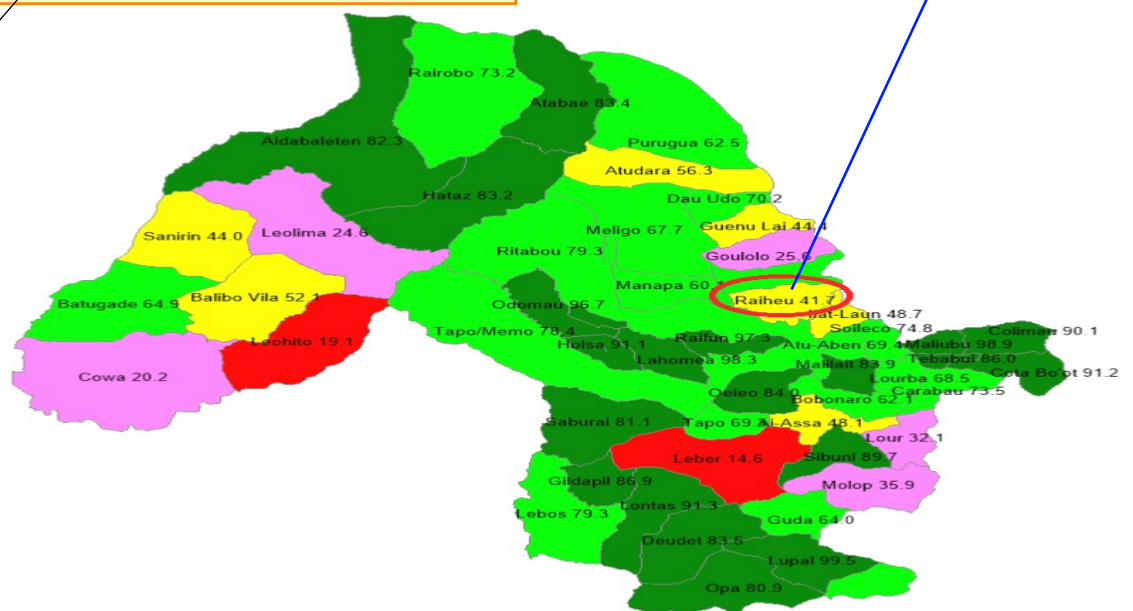 Rairobo 73.2
Atabae 83.4
Aidabaleten 82.3
Purugua 62.5
Atudara 56.3
Hataz 83.2
Dau Udo 70.2
Sanirin 44.0
Leolima 24.6
Meligo 67.7
Guenu Lai 44.4
Ritabou 79.3
Goulolo 25.6
Manapa 60.1
Batugade 64.9
Balibo Vila 52.1
Odomau 96.7
Raiheu 41.7
Ilat-Laun 48.7
Tapo/Memo 78.4
Soileco 74.8
Colimau 90.1
Leohito 19.1
Holsa 91.1
Raifun 97.3
Atu-Aben 69.4
Maliubu 98.9
Lahomea 98.3
Malilait 83.9
Tebabui 86.0
Cota Bo'ot 91.2
Cowa 20.2
Lourba 68.5
Oeleo 84.0
Carabau 73.5
Bobonaro 62.1
Saburai 81.1
Tapo 69.
Ai-Assa 48.1
Lour 32.1
Leber 14.6
Sibuni 89.7
Gildapil 86.9
Molop 35.9
Lontas 91.3
Lebos 79.3
Guda 64.0
Deudet 83.5
Lupal 99.5
Opa 80.9